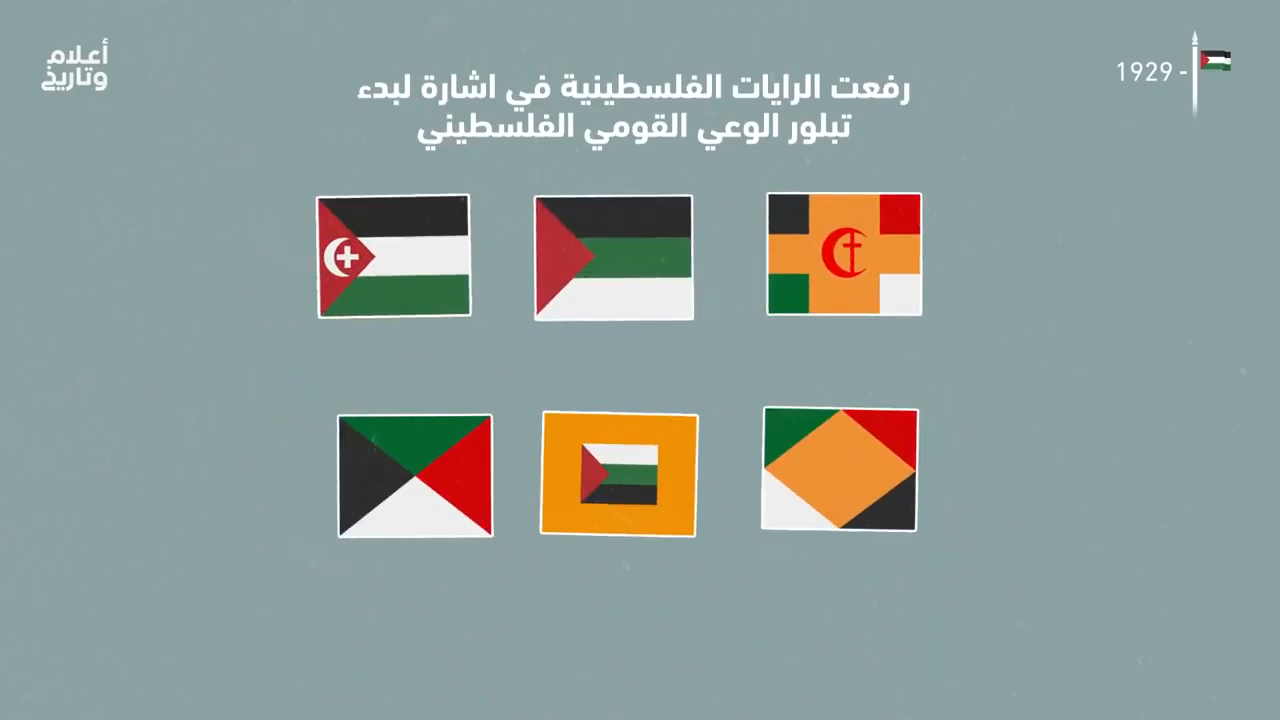 أعلام
وتاريخ
رفعت الرايات الفلسطينية في اشارة لبدء
تبلور الوعي القومي الفلسطيني
1929 -